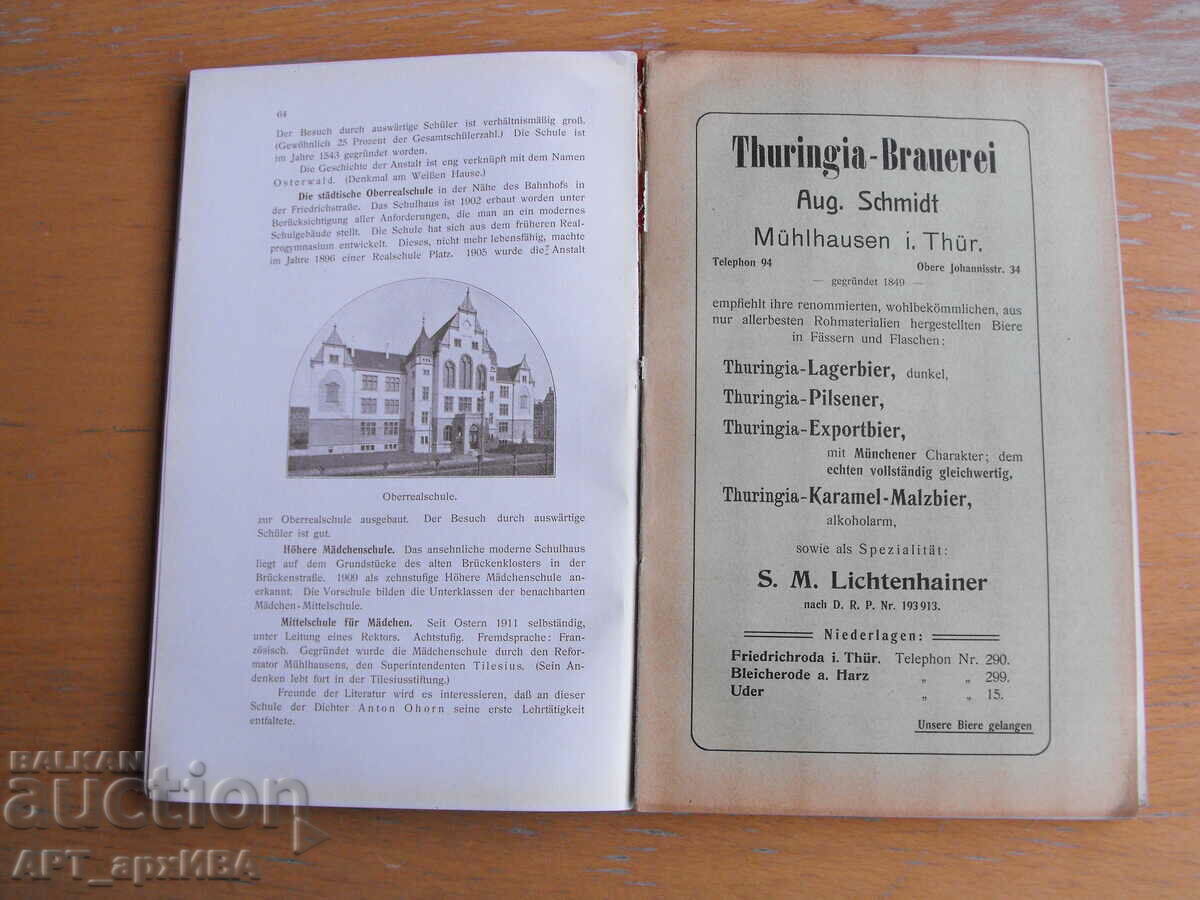 64
Der Besuch durch auswärtige Schüler ist verhältnismäßig groß.
(Gewöhnlich 25 Prozent der Gesamtschülerzahl.) Die Schule ist
im Jahre 1543 gegründet worden.
Die Geschichte der Anstalt ist eng verknüpft mit dem Namen
Osterwald. (Denkmal am Weißen Hause.)
Die städtische Oberrealschule in der Nähe des Bahnhofs in
der Friedrichstraße. Das Schulhaus ist 1902 erbaut worden unter
Berücksichtigung aller Anforderungen, die man an ein modernes
Schulgebäude stellt. Die Schule hat sich aus dem früheren Real-
progymnasium entwickelt. Dieses, nicht mehr lebensfähig, machte
im Jahre 1896 einer Realschule Platz. 1905 wurde die Anstalt
Oberrealschule.
zur Oberrealschule ausgebaut. Der Besuch durch auswärtige
Schüler ist gut.
Höhere Mädchenschule. Das ansehnliche moderne Schulhaus
liegt auf dem Grundstücke des alten Brückenklosters in der
Brückenstraße. 1909 als zehnstufige Höhere Mädchenschule an-
erkannt. Die Vorschule bilden die Unterklassen der benachbarten
Mädchen-Mittelschule.
Mittelschule für Mädchen. Seit Ostern 1911 selbständig,
unter Leitung eines Rektors. Achtstufig. Fremdsprache: Fran-
zösisch. Gegründet wurde die Mädchenschule durch den Refor-
mator Mühlhausens, den Superintendenten Tilesius. (Sein An-
denken lebt fort in der Tilesiusstiftung.)
Freunde der Literatur wird es interessieren, daß an dieser
Schule der Dichter Anton Ohorn seine erste Lehrtätigkeit
entfaltete.
Thuringia-Brauerei
Aug. Schmidt
Mühlhausen i. Thür.
Telephon 94 Obere Johannisstr. 34
— gegründet 1849 —
empfiehlt ihre renommierten, wohlbekömmlichen, aus
nur allerbesten Rohmaterialien hergestellten Biere
in Fässern und Flaschen:
Thuringia-Lagerbier, dunkel,
Thuringia-Pilsener,
Thuringia-Exportbier,
mit Münchener Charakter; dem
echten vollständig gleichwertig,
Thuringia-Karamel-Malzbier,
alkoholarm,
sowie als Spezialität:
S. M. Lichtenhainer
nach D. R. P. Nr. 193913.
Niederlagen:
Friedrichroda i. Thür. Telephon Nr. 290.
Bleicherode a. Harz „ „ 299.
Uder „ „ 15.
Unsere Biere gelangen
BALKAN
auction
АРТ_архИВА